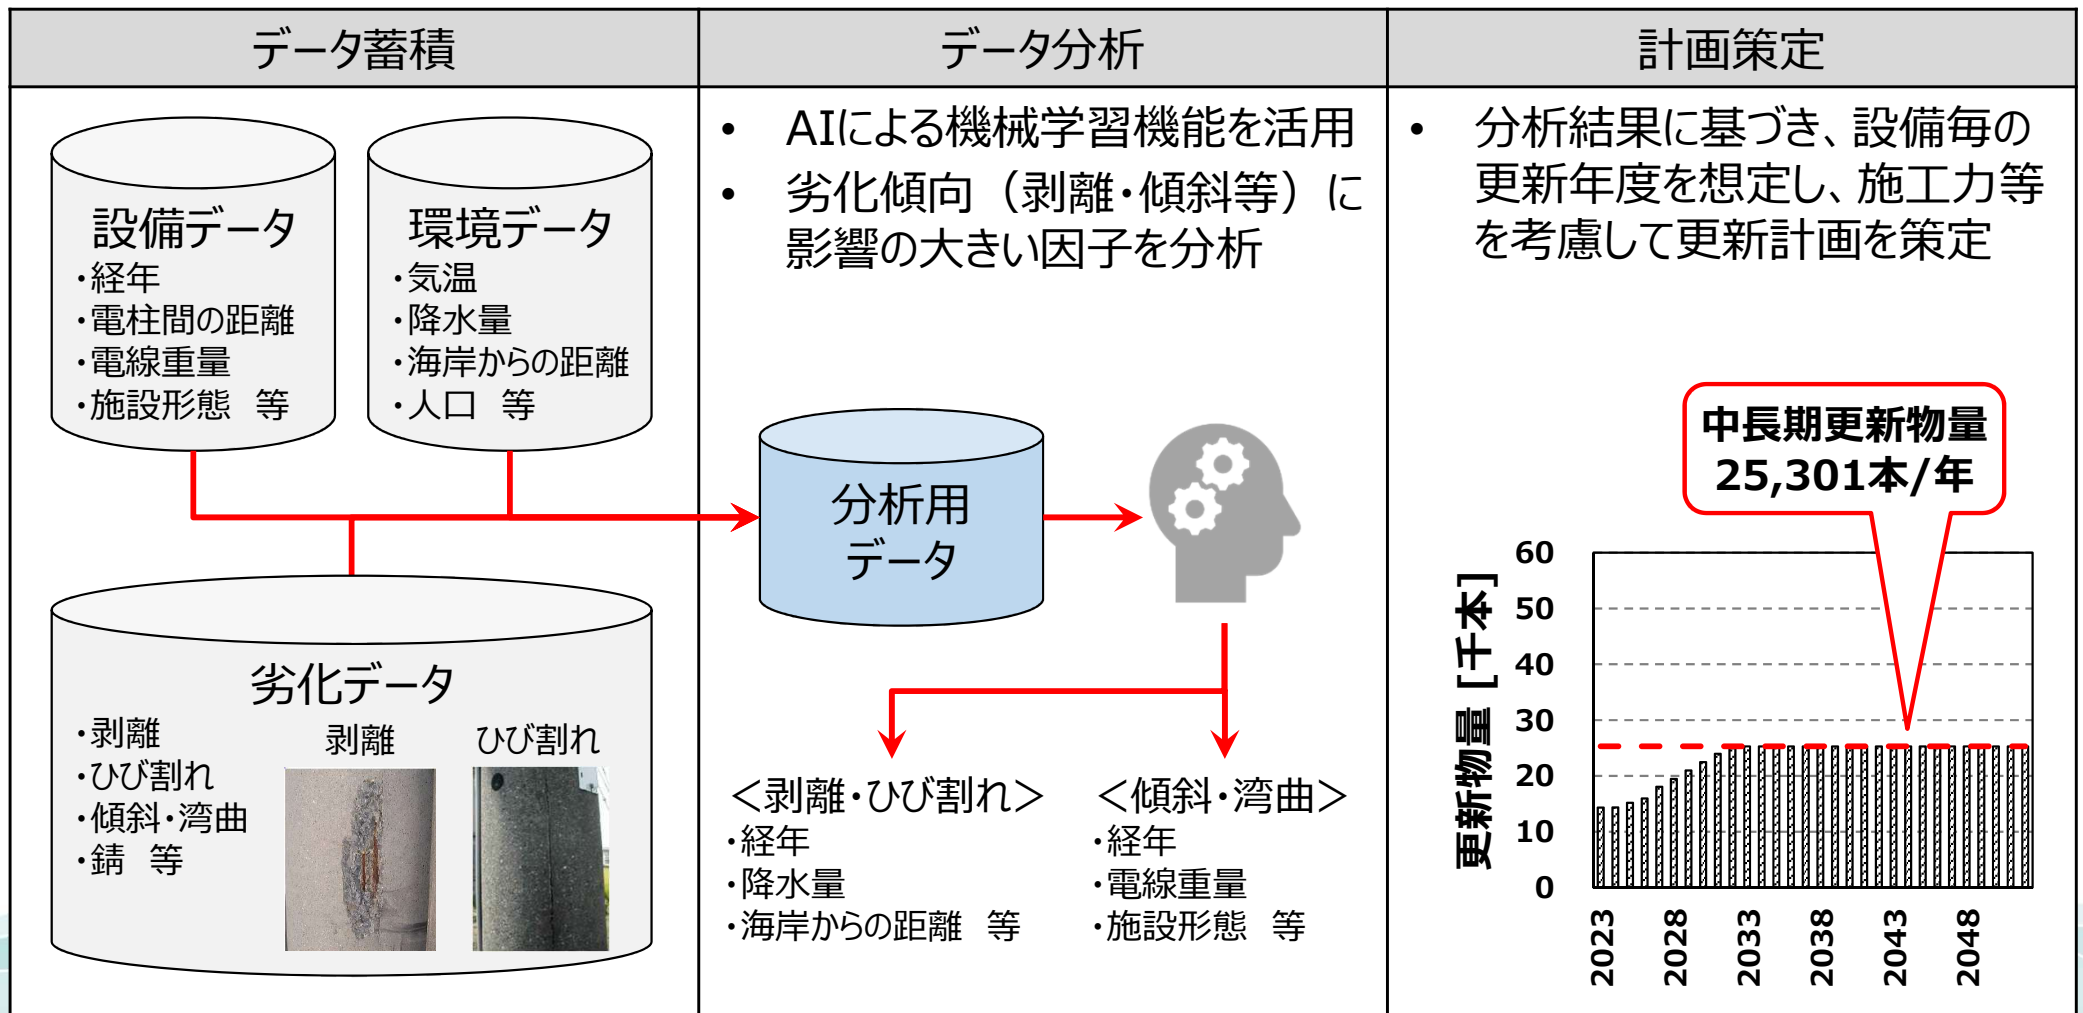 データ蓄積
設備データ
・経年
・電柱間の距離
・電線重量
・施設形態 等
環境データ
・気温
・降水量
・海岸からの距離
・人口 等
劣化データ
・剥離
・ひび割れ
・傾斜・湾曲
・錆 等
剥離
ひび割れ
データ分析
• AIによる機械学習機能を活用
• 劣化傾向（剥離・傾斜等）に
影響の大きい因子を分析
分析用
データ
＜剥離・ひび割れ＞
・経年
・降水量
・海岸からの距離 等
＜傾斜・湾曲＞
・経年
・電線重量
・施設形態 等
計画策定
• 分析結果に基づき、設備毎の
更新年度を想定し、施工力等
を考慮して更新計画を策定
中長期更新物量
25,301本/年
更新物量 [千本]
60
50
40
30
20
10
0
2023
2028
2033
2038
2043
2048